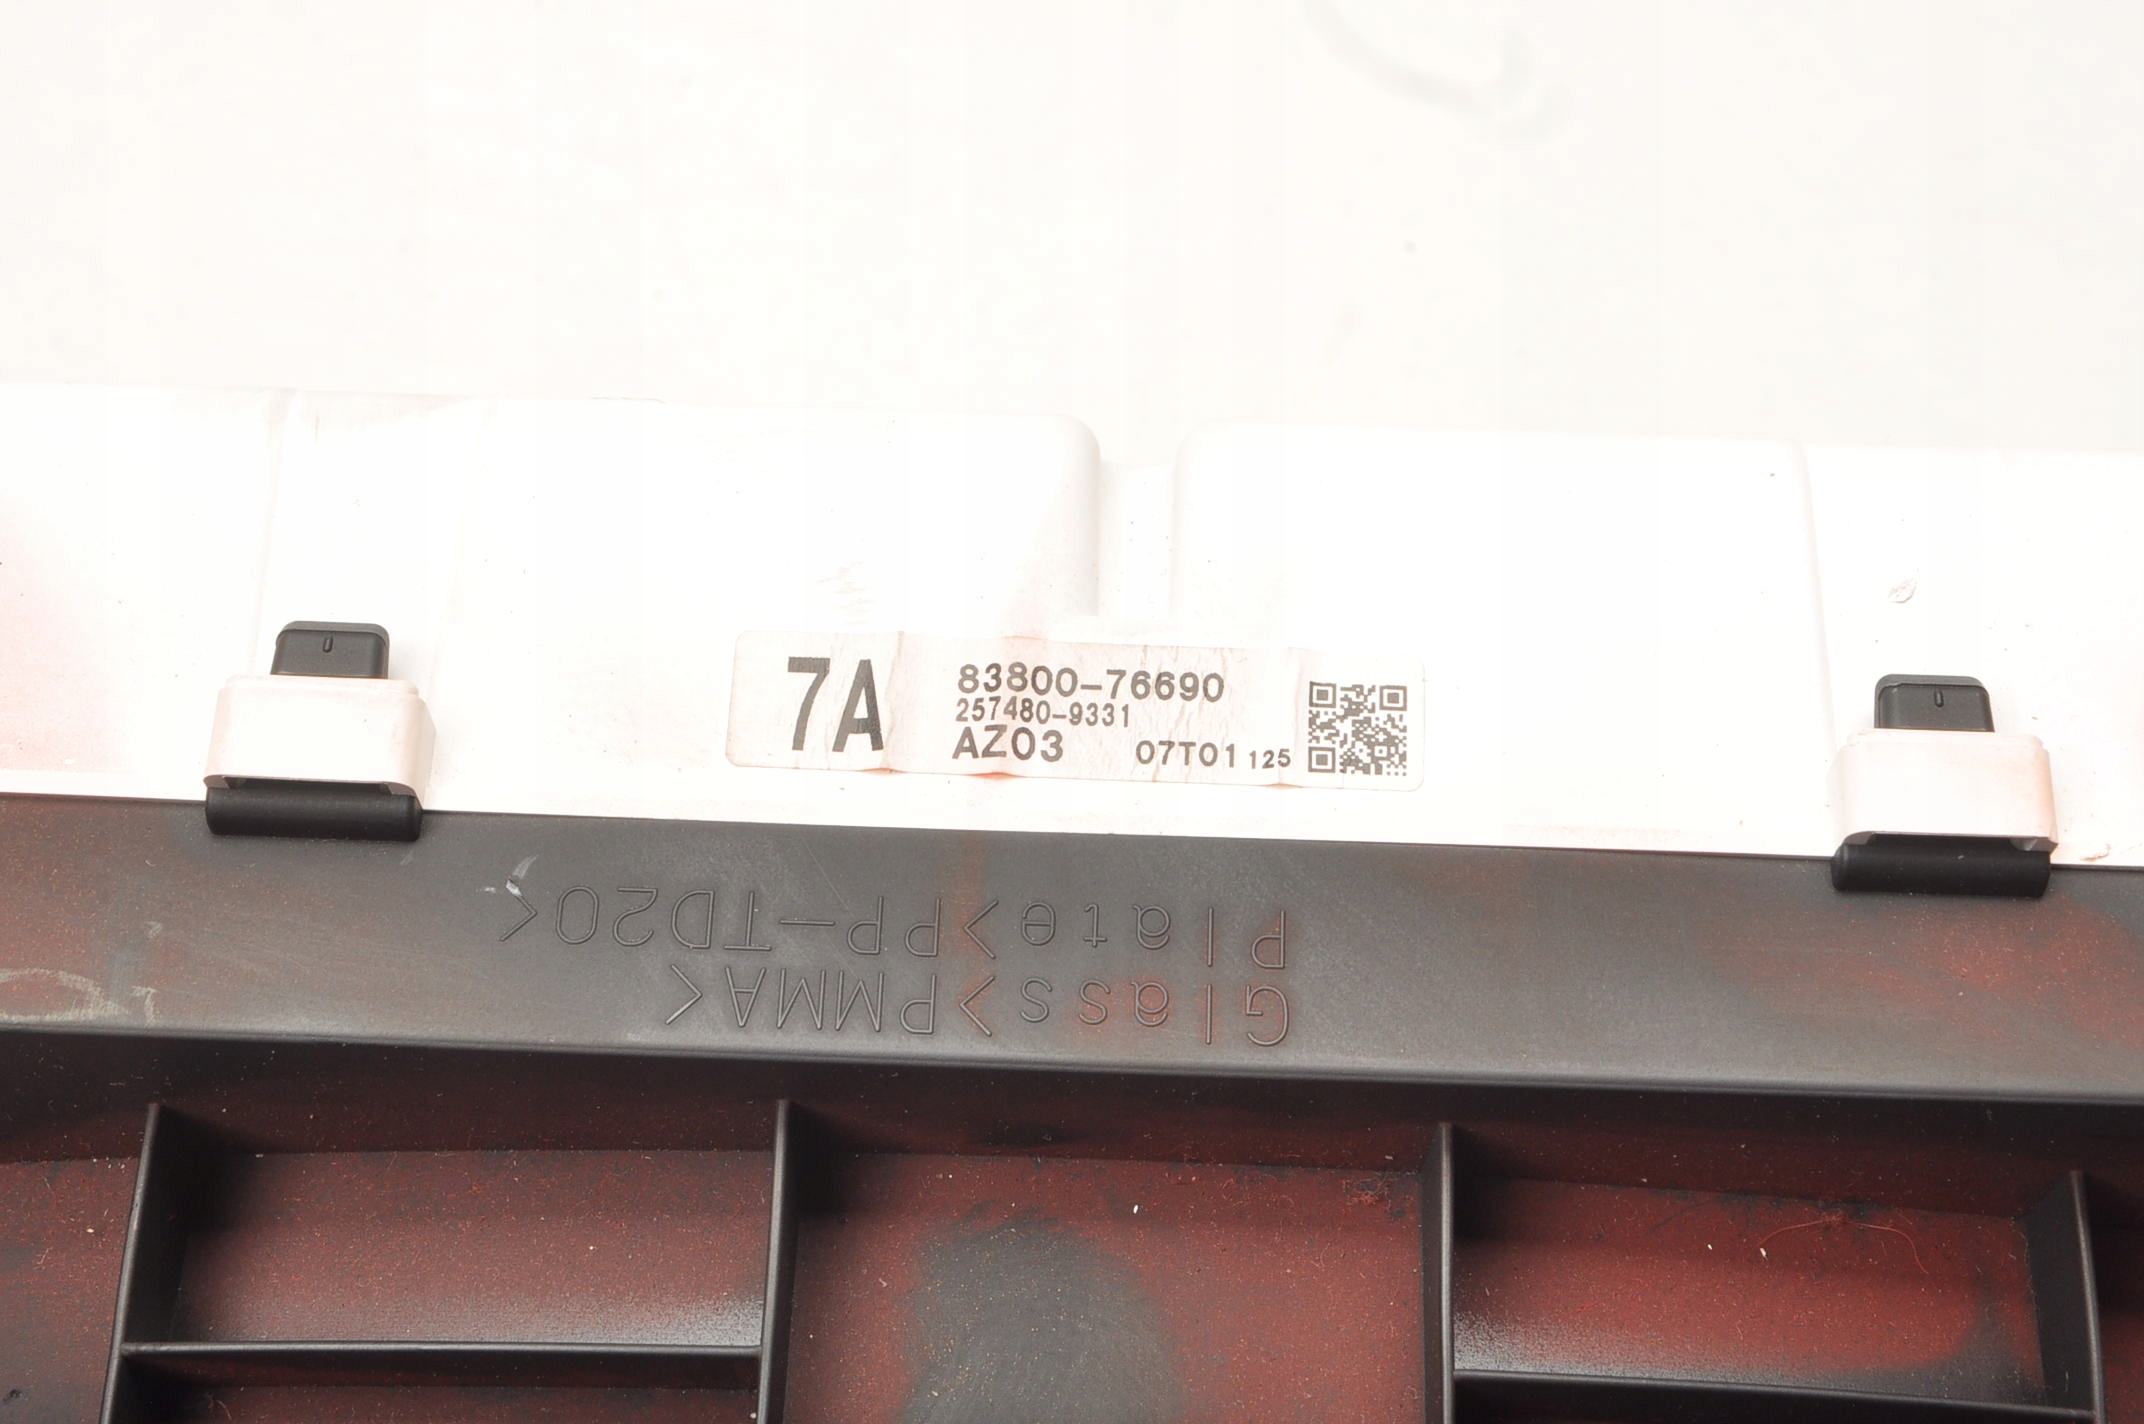 7A
83800-76690
257480-9331
AZ03 07T01 125
Glass>PMMA<
Plate>PP-TD20<